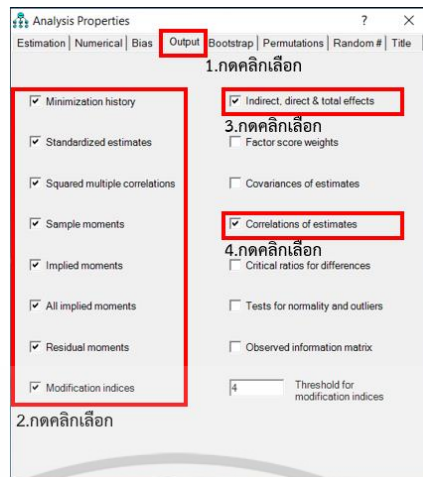 Analysis Properties ? ×
Estimation Numerical Bias Output Bootstrap Permutations Random # Title
1.กดคลิกเลือก
Minimization history
Indirect, direct & total effects
3.กดคลิกเลือก
Standardized estimates
Factor score weights
Squared multiple correlations
Covariances of estimates
Sample moments
Correlations of estimates
4.กดคลิกเลือก
Implied moments
Critical ratios for differences
All implied moments
Tests for normality and outliers
Residual moments
Observed information matrix
Modification indices
4 Threshold for
modification indices
2.กดคลิกเลือก